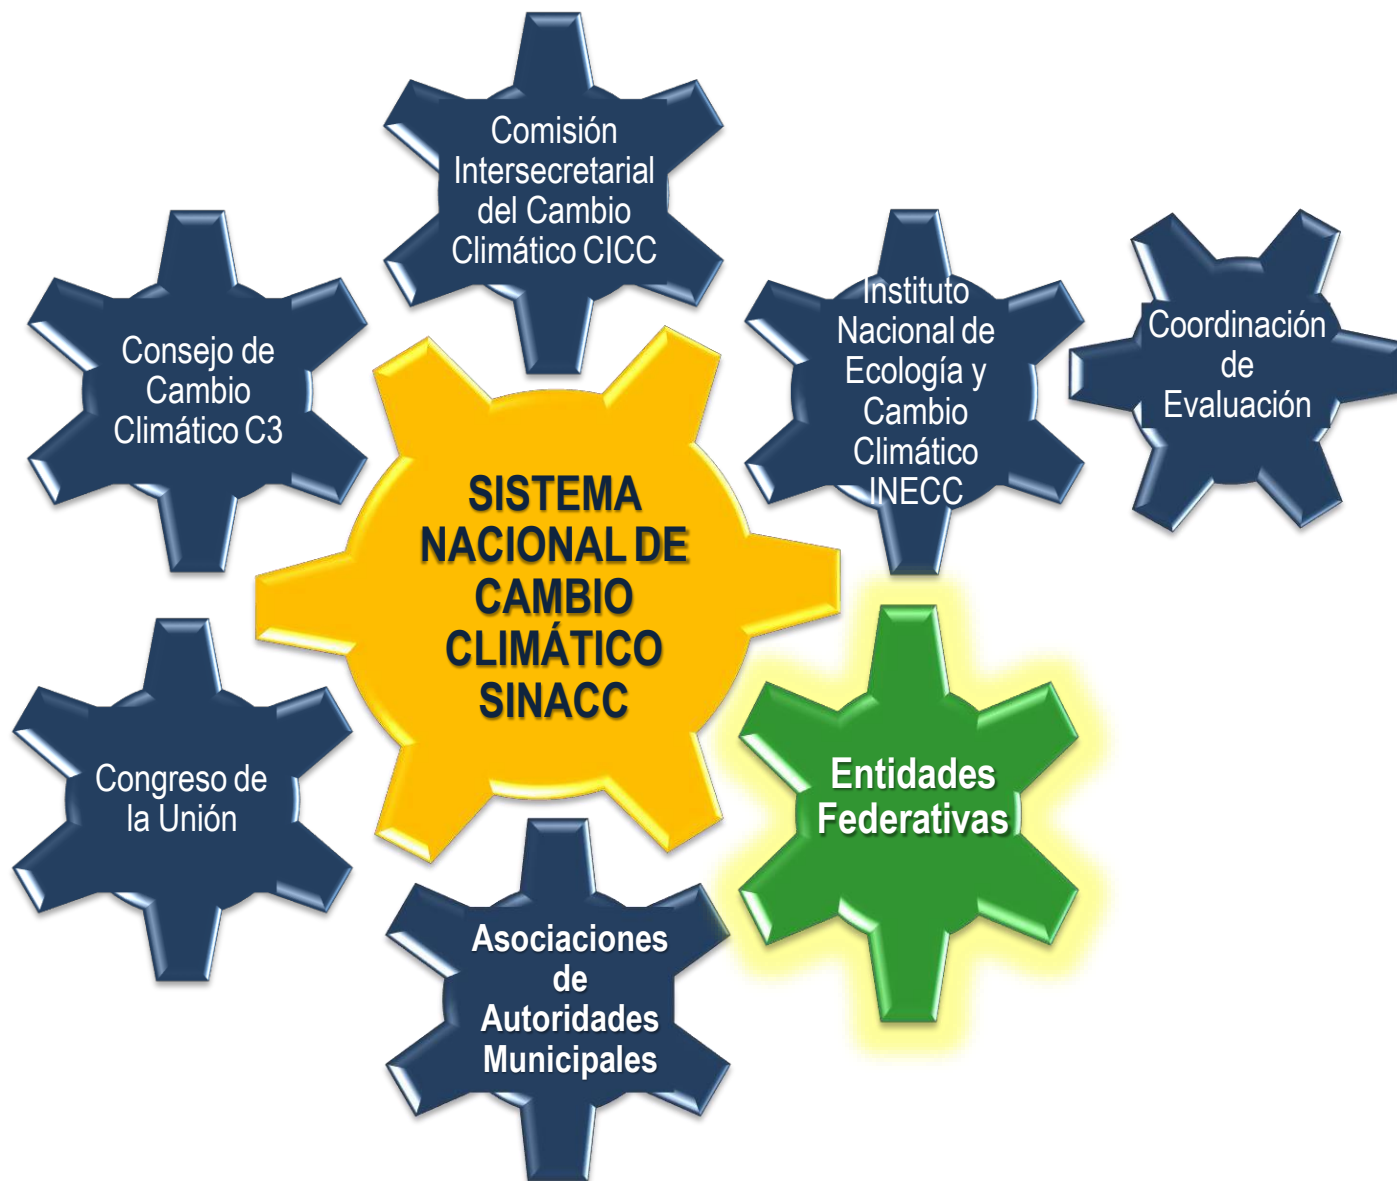 Comisión
Intersecretarial
del Cambio
Climático CICC
Consejo de
Cambio
Climático C3
Instituto
Nacional de
Ecología y
Cambio
Climático
INECC
Coordinación
de
Evaluación
SISTEMA
NACIONAL DE
CAMBIO
CLIMÁTICO
SINACC
Congreso de
la Unión
Entidades
Federativas
Asociaciones
de
Autoridades
Municipales